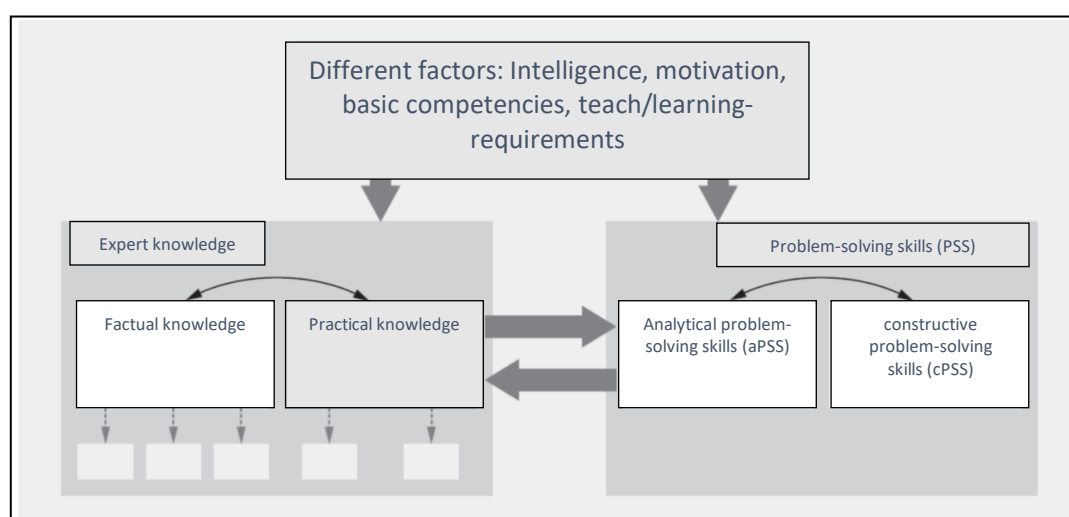 Different factors: Intelligence, motivation,
basic competencies, teach/learning-
requirements
Expert knowledge
Problem-solving skills (PSS)
Factual knowledge
Practical knowledge
Analytical problem-
solving skills (aPSS)
constructive
problem-solving
skills (cPSS)